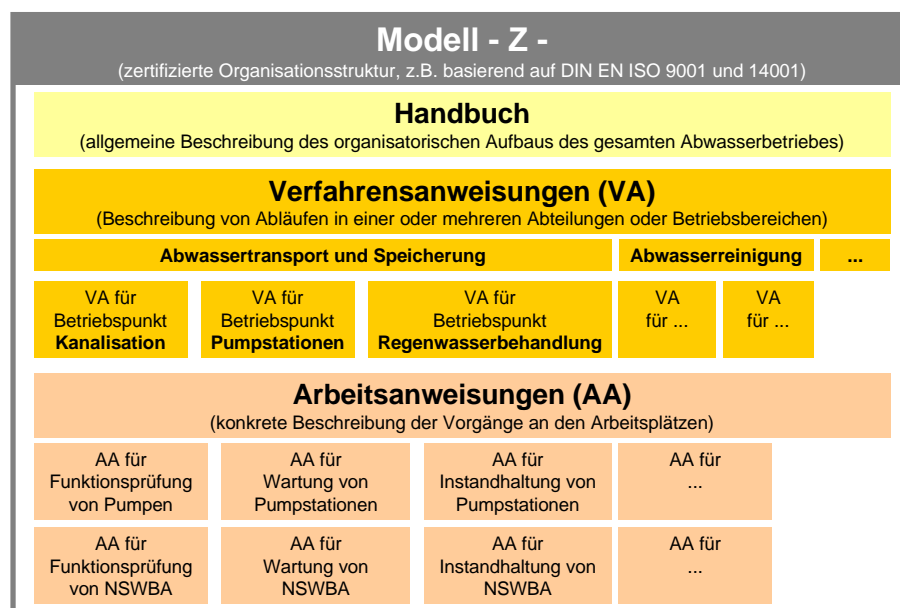 Modell - Z -
(zertifizierte Organisationsstruktur, z.B. basierend auf DIN EN ISO 9001 und 14001)
Handbuch
(allgemeine Beschreibung des organisatorischen Aufbaus des gesamten Abwasserbetriebes)
Verfahrensanweisungen (VA)
(Beschreibung von Abläufen in einer oder mehreren Abteilungen oder Betriebsbereichen)
Abwassertransport und Speicherung
Abwasserreinigung
...
VA für
Betriebspunkt
Kanalisation
VA für
Betriebspunkt
Pumpstationen
VA für
Betriebspunkt
Regenwasserbehandlung
VA
für ...
VA
für ...
Arbeitsanweisungen (AA)
(konkrete Beschreibung der Vorgänge an den Arbeitsplätzen)
AA für
Funktionsprüfung
von Pumpen
AA für
Wartung von
Pumpstationen
AA für
Instandhaltung von
Pumpstationen
AA für
...
AA für
Funktionsprüfung
von NSWBA
AA für
Wartung von
NSWBA
AA für
Instandhaltung von
NSWBA
AA für
...